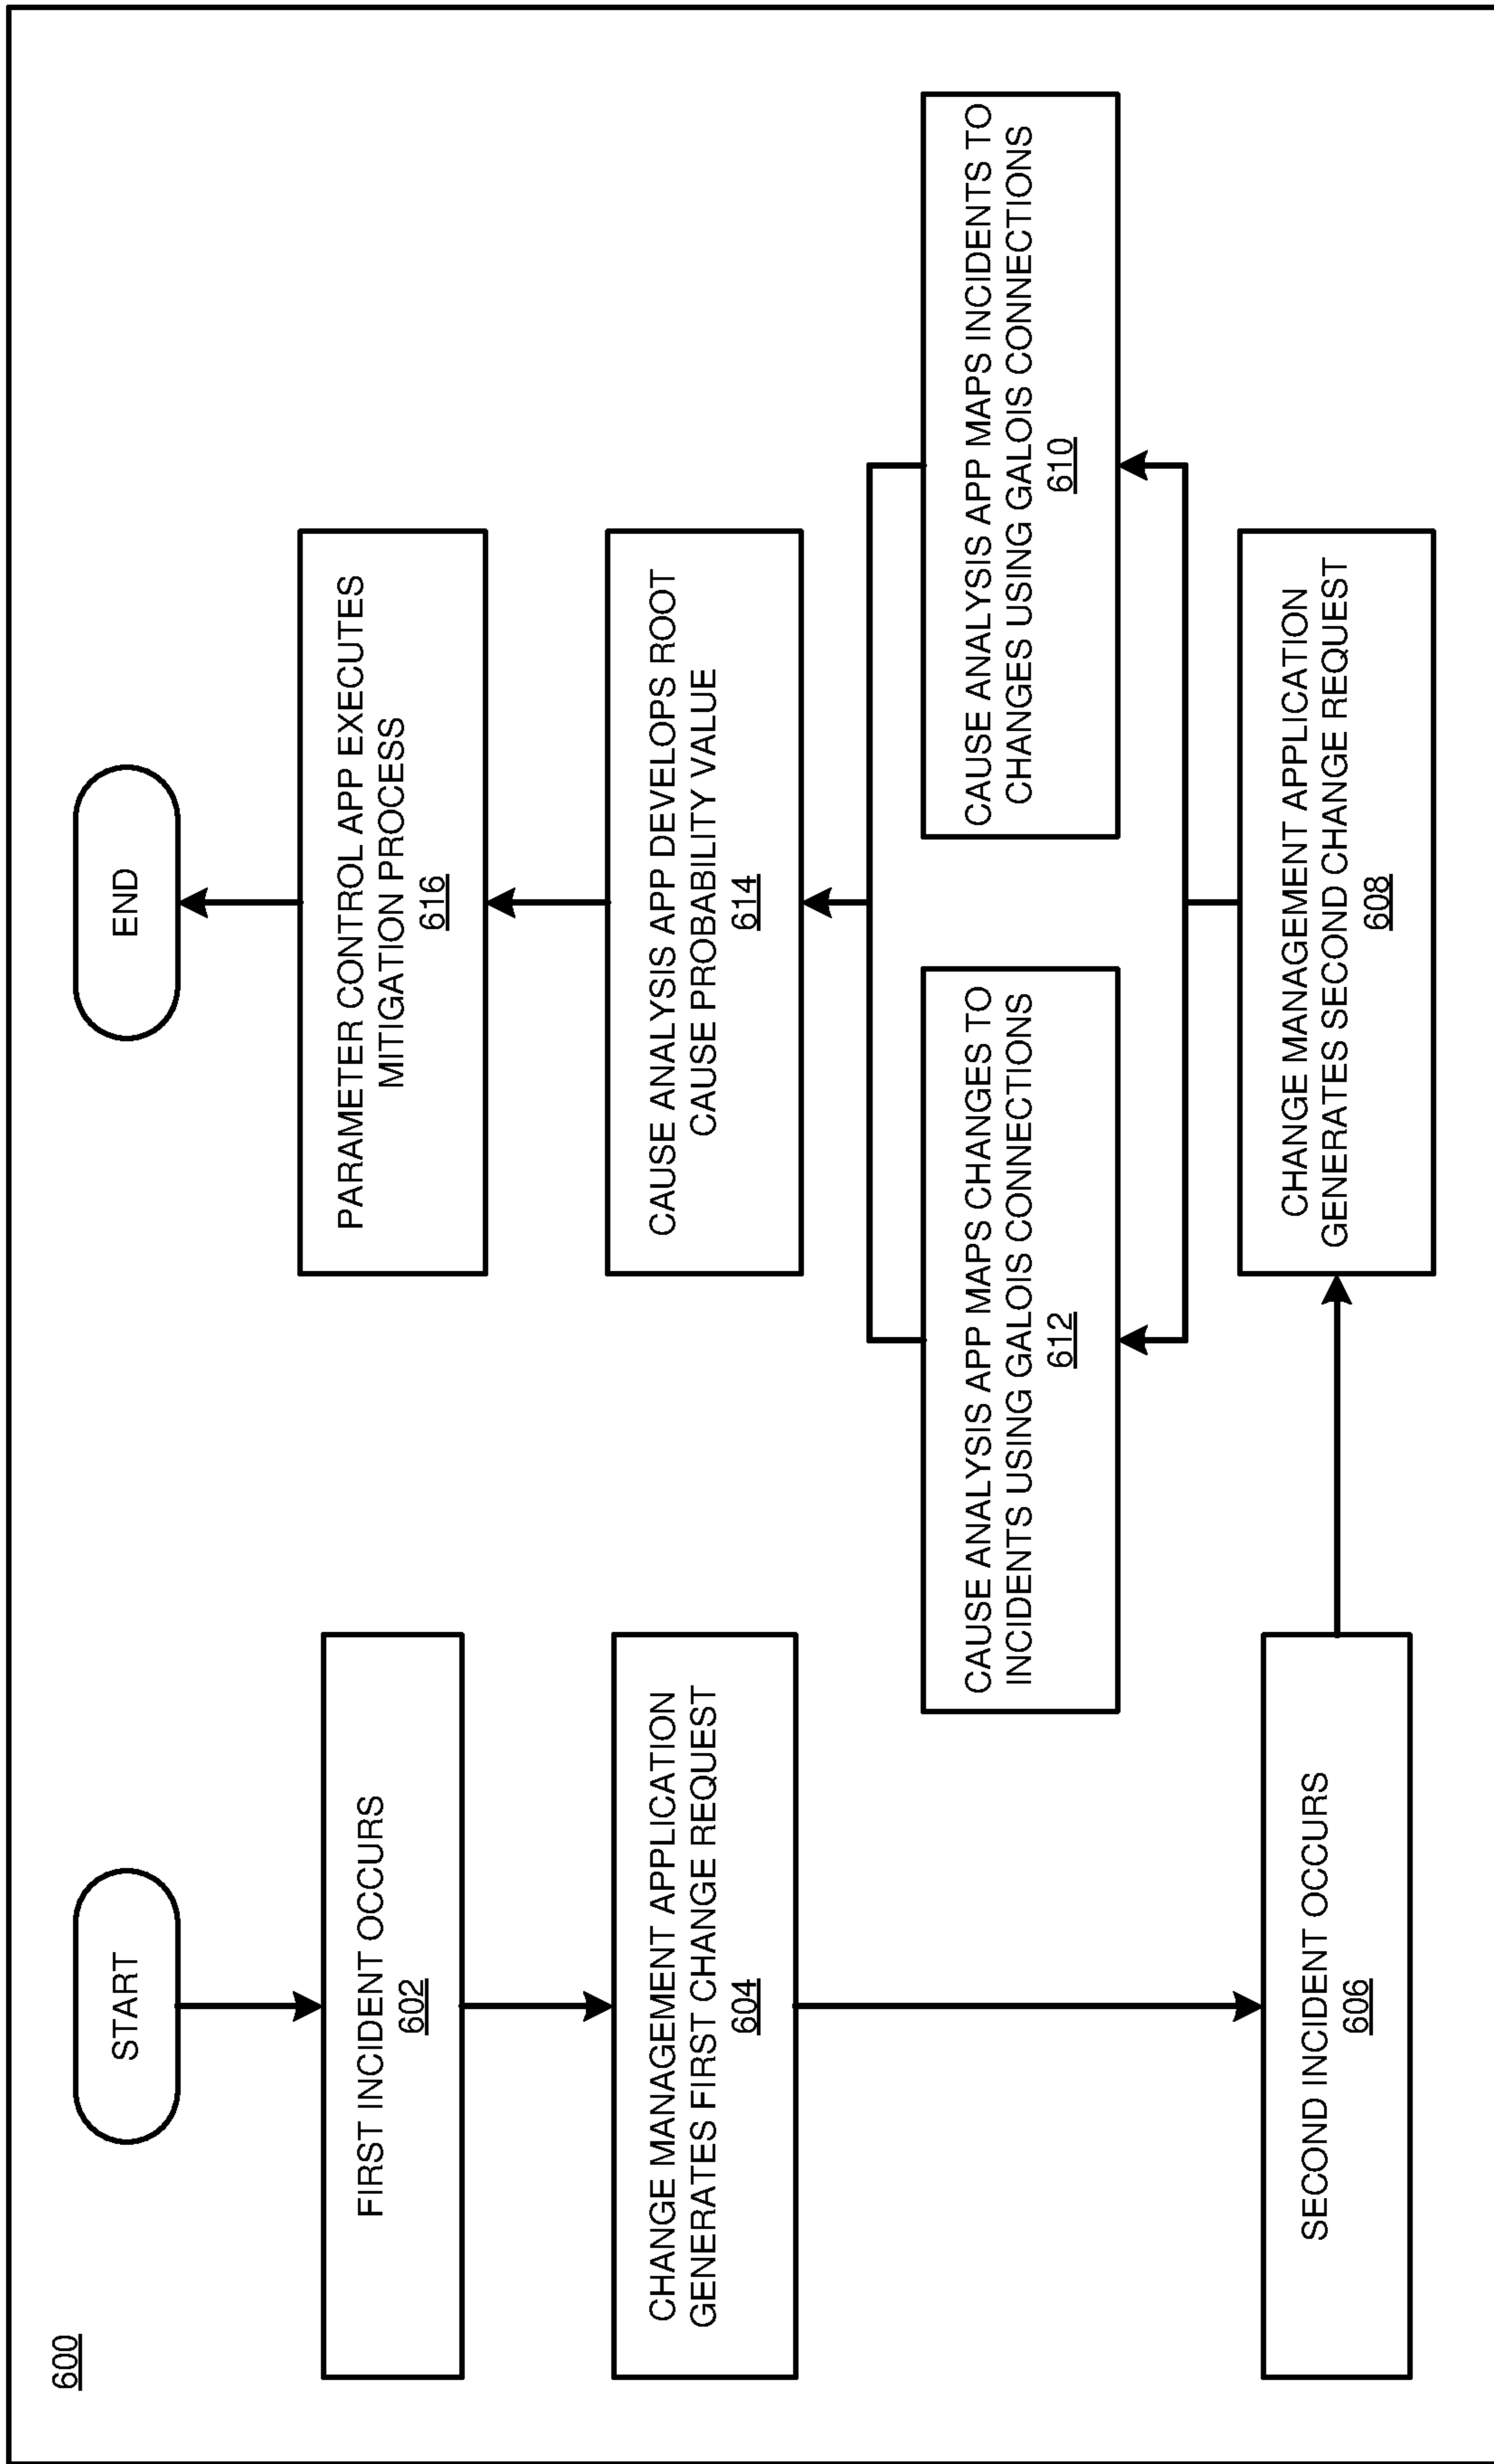 600
START
FIRST INCIDENT OCCURS
602
CHANGE MANAGEMENT APPLICATION
GENERATES FIRST CHANGE REQUEST
604
SECOND INCIDENT OCCURS
606
CHANGE MANAGEMENT APPLICATION
GENERATES SECOND CHANGE REQUEST
608
CAUSE ANALYSIS APP MAPS INCIDENTS TO
CHANGES USING GALOIS CONNECTIONS
610
CAUSE ANALYSIS APP MAPS CHANGES TO
INCIDENTS USING GALOIS CONNECTIONS
612
CAUSE ANALYSIS APP DEVELOPS ROOT
CAUSE PROBABILITY VALUE
614
PARAMETER CONTROL APP EXECUTES
MITIGATION PROCESS
616
END